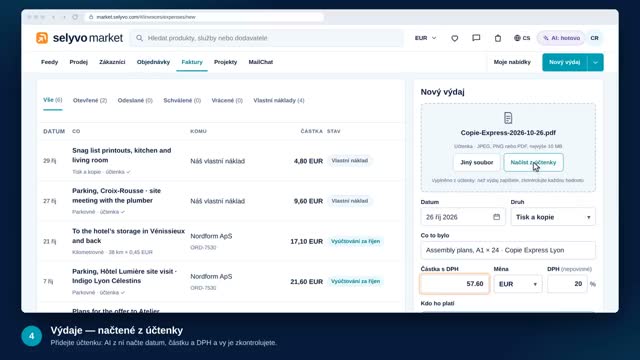 market.selyvo.com/#/invoices/expenses/new
selyvo market
Hledat produkty, služby nebo dodavatele
EUR
CS
AI: hotovo
CR
Feedy
Prodej
Zákazníci
Objednávky
Faktury
Projekty
MailChat
Moje nabídky
Nový výdaj
Vše (6)
Otevřené (2)
Odeslané (0)
Schválené (0)
Vrácené (0)
Vlastní náklady (4)
DATUM
CO
KOMU
ČÁSTKA
STAV
29 říj
Snag list printouts, kitchen and
living room
Tisk a kopie · účtenka ✓
Náš vlastní náklad
4,80 EUR
Vlastní náklad
27 říj
Parking, Croix-Rousse · site
meeting with the plumber
Parkovné · účtenka ✓
Náš vlastní náklad
9,60 EUR
Vlastní náklad
21 říj
To the hotel's storage in Vénissieux
and back
Kilometrovné · 38 km × 0,45 EUR
Nordform ApS
ORD-7530
17,10 EUR
Vyúčtování za říjen
7 říj
Parking, Hôtel Lumière site visit ·
Indigo Lyon Célestins
Parkovné · účtenka ✓
Nordform ApS
ORD-7530
21,60 EUR
Vyúčtování za říjen
Plans for the offer to Atelier
Nový výdaj
Copie-Express-2026-10-26.pdf
Účtenka · JPEG, PNG nebo PDF, nejvýše 10 MB
Jiný soubor
Načíst z účtenky
Vyplněno z účtenky: než výdaj zapíšete, zkontrolujte každou hodnotu
Datum
26 říj 2026
Druh
Tisk a kopie
Co to bylo
Assembly plans, A1 × 24 · Copie Express Lyon
Částka s DPH
57.60
Měna
EUR
DPH (nepovinné)
20 %
Kdo ho platí
4
Výdaje — načtené z účtenky
Přidejte účtenku: AI z ní načte datum, částku a DPH a vy je zkontrolujete.